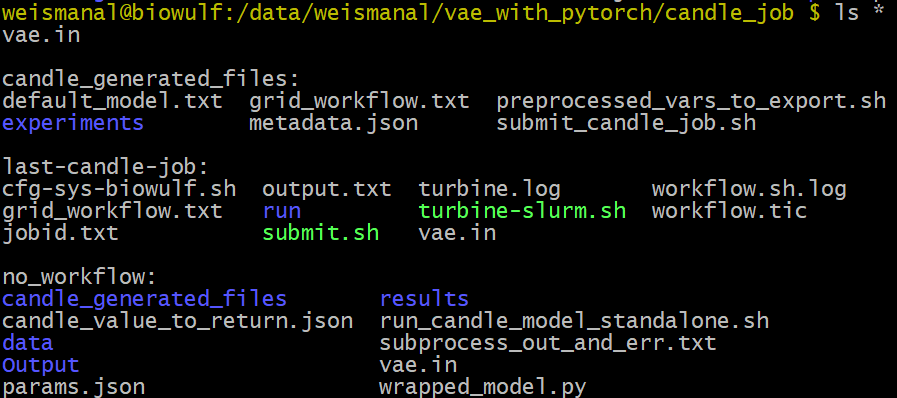 weismanal@biowulf:/data/weismanal/vae_with_pytorch/candle_job $ ls *
vae.in

candle_generated_files:
default_model.txt  grid_workflow.txt  preprocessed_vars_to_export.sh
experiments        metadata.json      submit_candle_job.sh

last-candle-job:
cfg-sys-biowulf.sh  output.txt  turbine.log       workflow.sh.log
grid_workflow.txt   run         turbine-slurm.sh  workflow.tic
jobid.txt           submit.sh   vae.in

no_workflow:
candle_generated_files       results
candle_value_to_return.json  run_candle_model_standalone.sh
data                         subprocess_out_and_err.txt
Output                       vae.in
params.json                  wrapped_model.py